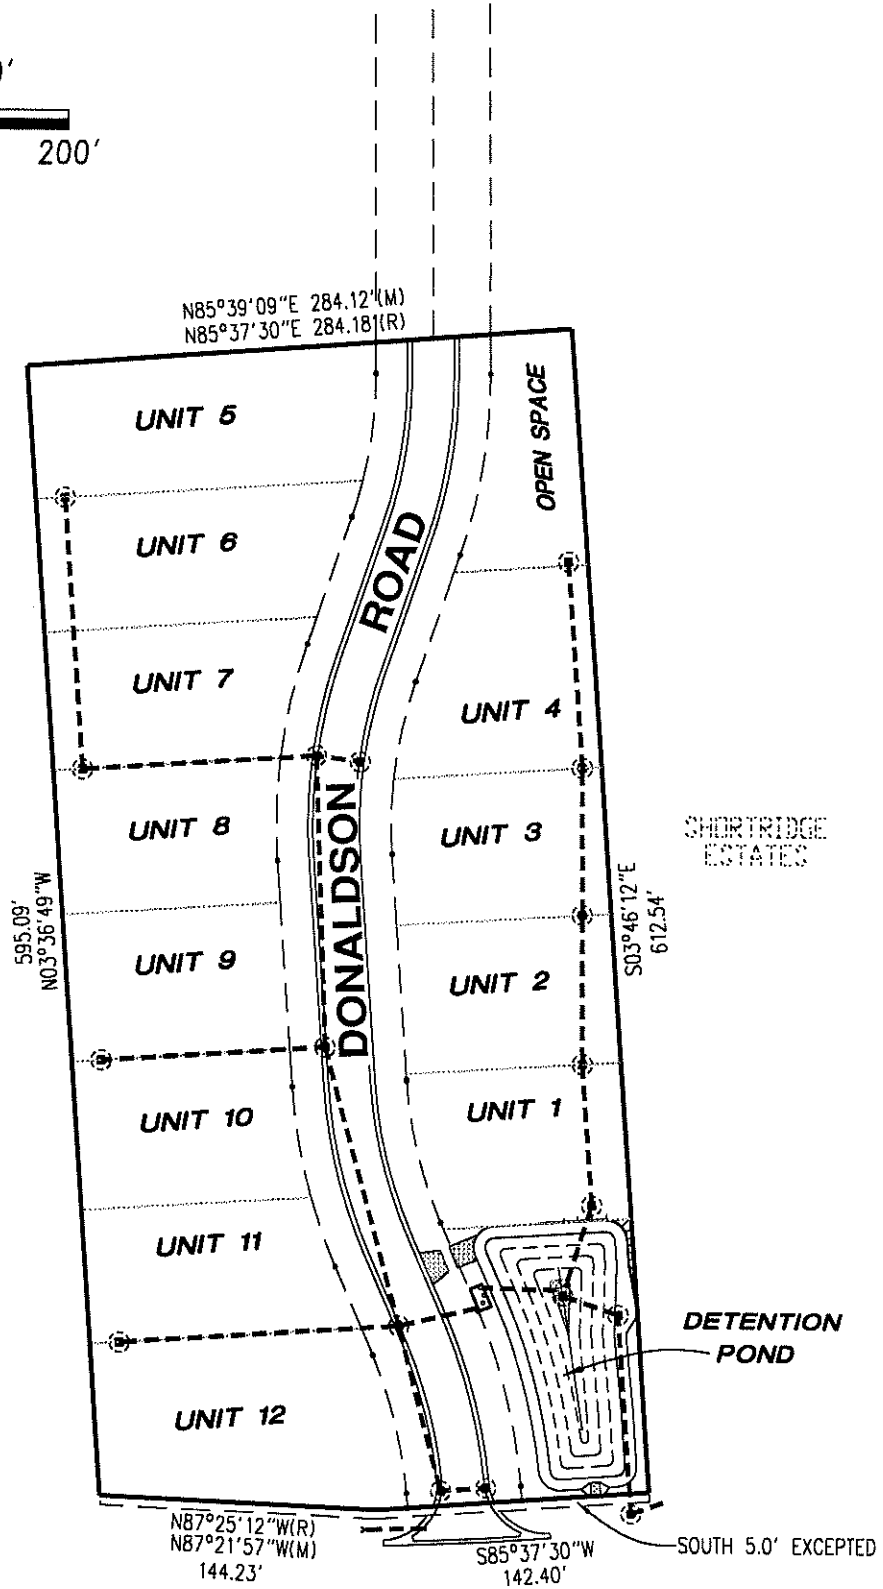 0'
200'
N85°39'09"E 284.12'(M)
N85°37'30"E 284.18'(R)
UNIT 5
OPEN SPACE
UNIT 6
ROAD
UNIT 7
UNIT 4
UNIT 8
UNIT 3
SHORTRIDGE
ESTATES
DONALDSON
595.09'
N03°36'49"W
UNIT 9
S03°46'12"E
612.54'
UNIT 2
UNIT 10
UNIT 1
UNIT 11
DETENTION
POND
UNIT 12
N87°25'12"W(R)
N87°21'57"W(M)
144.23'
S85°37'30"W
142.40'
SOUTH 5.0' EXCEPTED